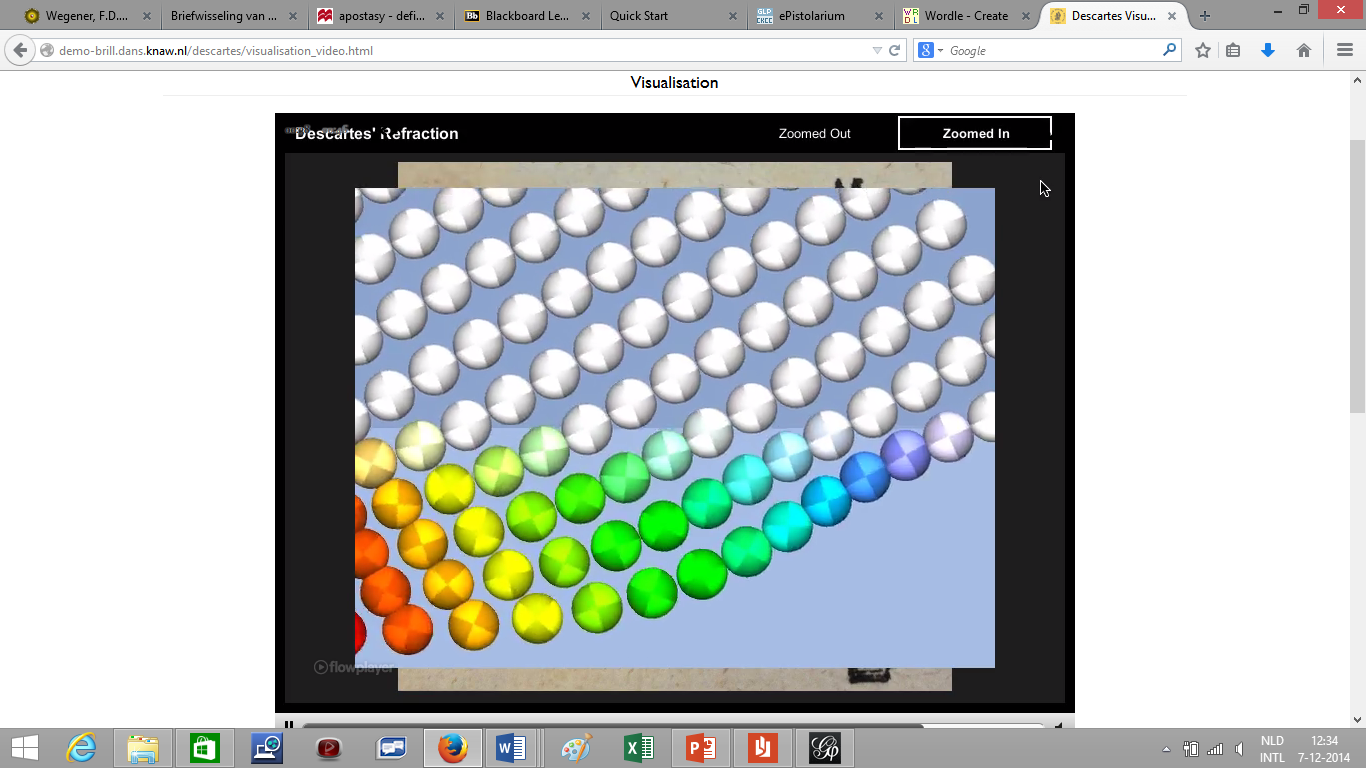 Wegener, F.D.... Briefwisseling van ... apostasy - defi... Blackboard Le... Quick Start ePistolarium Wordle - Create Descartes Visu...
demo-brill.dans.knaw.nl/descartes/visualisation_video.html Google
Visualisation
Descartes' Refraction Zoomed Out Zoomed In
flowplayer
NLD 12:34
INTL 7-12-2014